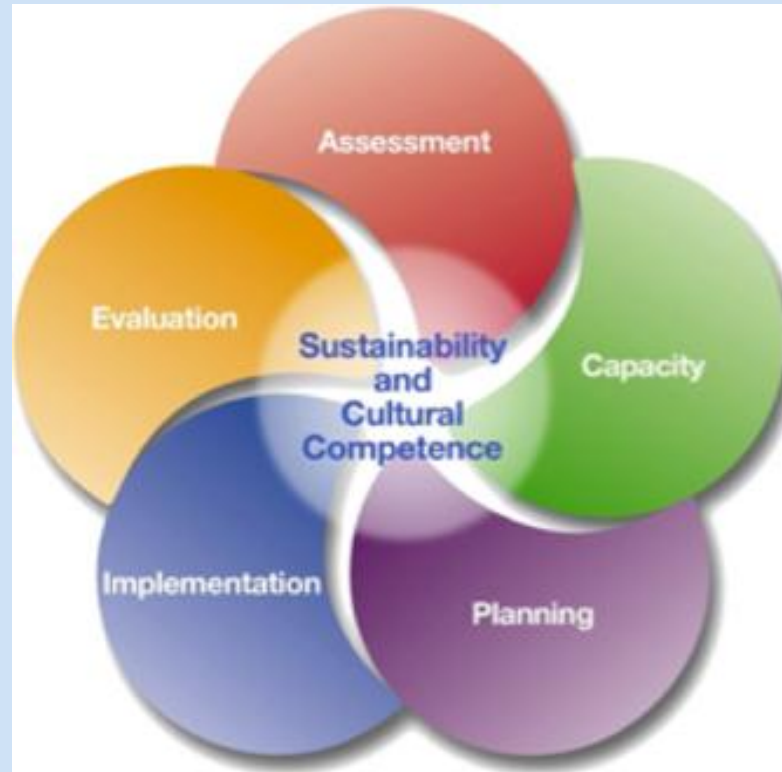 Assessment
Capacity
Planning
Implementation
Evaluation
Sustainability
and
Cultural
Competence